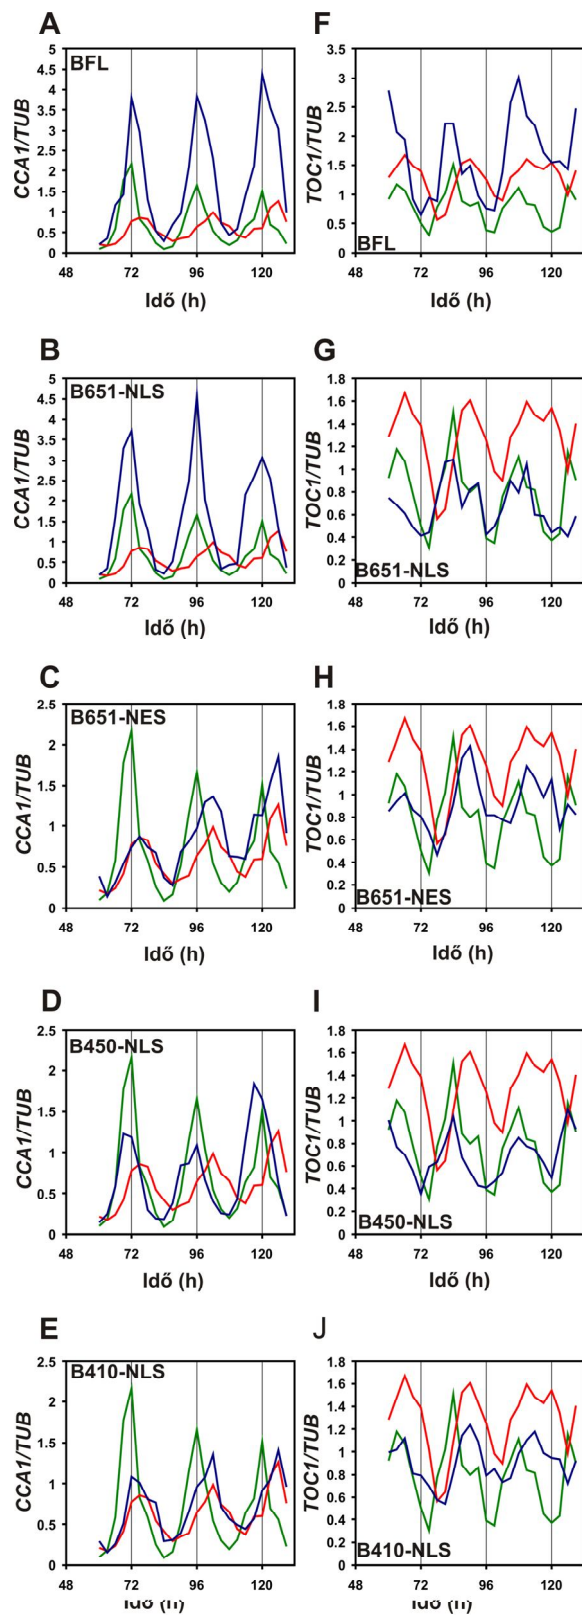 A
BFL
CCA1/TUB
5
4.5
4
3.5
3
2.5
2
1.5
1
0.5
0
48 72 96 120
Idő (h)
F
BFL
TOC1/TUB
3.5
3
2.5
2
1.5
1
0.5
0
48 72 96 120
Idő (h)
B
B651-NLS
CCA1/TUB
5
4.5
4
3.5
3
2.5
2
1.5
1
0.5
0
48 72 96 120
Idő (h)
G
B651-NLS
TOC1/TUB
1.8
1.6
1.4
1.2
1
0.8
0.6
0.4
0.2
0
48 72 96 120
Idő (h)
C
B651-NES
CCA1/TUB
2.5
2
1.5
1
0.5
0
48 72 96 120
Idő (h)
H
B651-NES
TOC1/TUB
1.8
1.6
1.4
1.2
1
0.8
0.6
0.4
0.2
0
48 72 96 120
Idő (h)
D
B450-NLS
CCA1/TUB
2.5
2
1.5
1
0.5
0
48 72 96 120
Idő (h)
I
B450-NLS
TOC1/TUB
1.8
1.6
1.4
1.2
1
0.8
0.6
0.4
0.2
0
48 72 96 120
Idő (h)
E
B410-NLS
CCA1/TUB
2.5
2
1.5
1
0.5
0
48 72 96 120
Idő (h)
J
B410-NLS
TOC1/TUB
1.8
1.6
1.4
1.2
1
0.8
0.6
0.4
0.2
0
48 72 96 120
Idő (h)